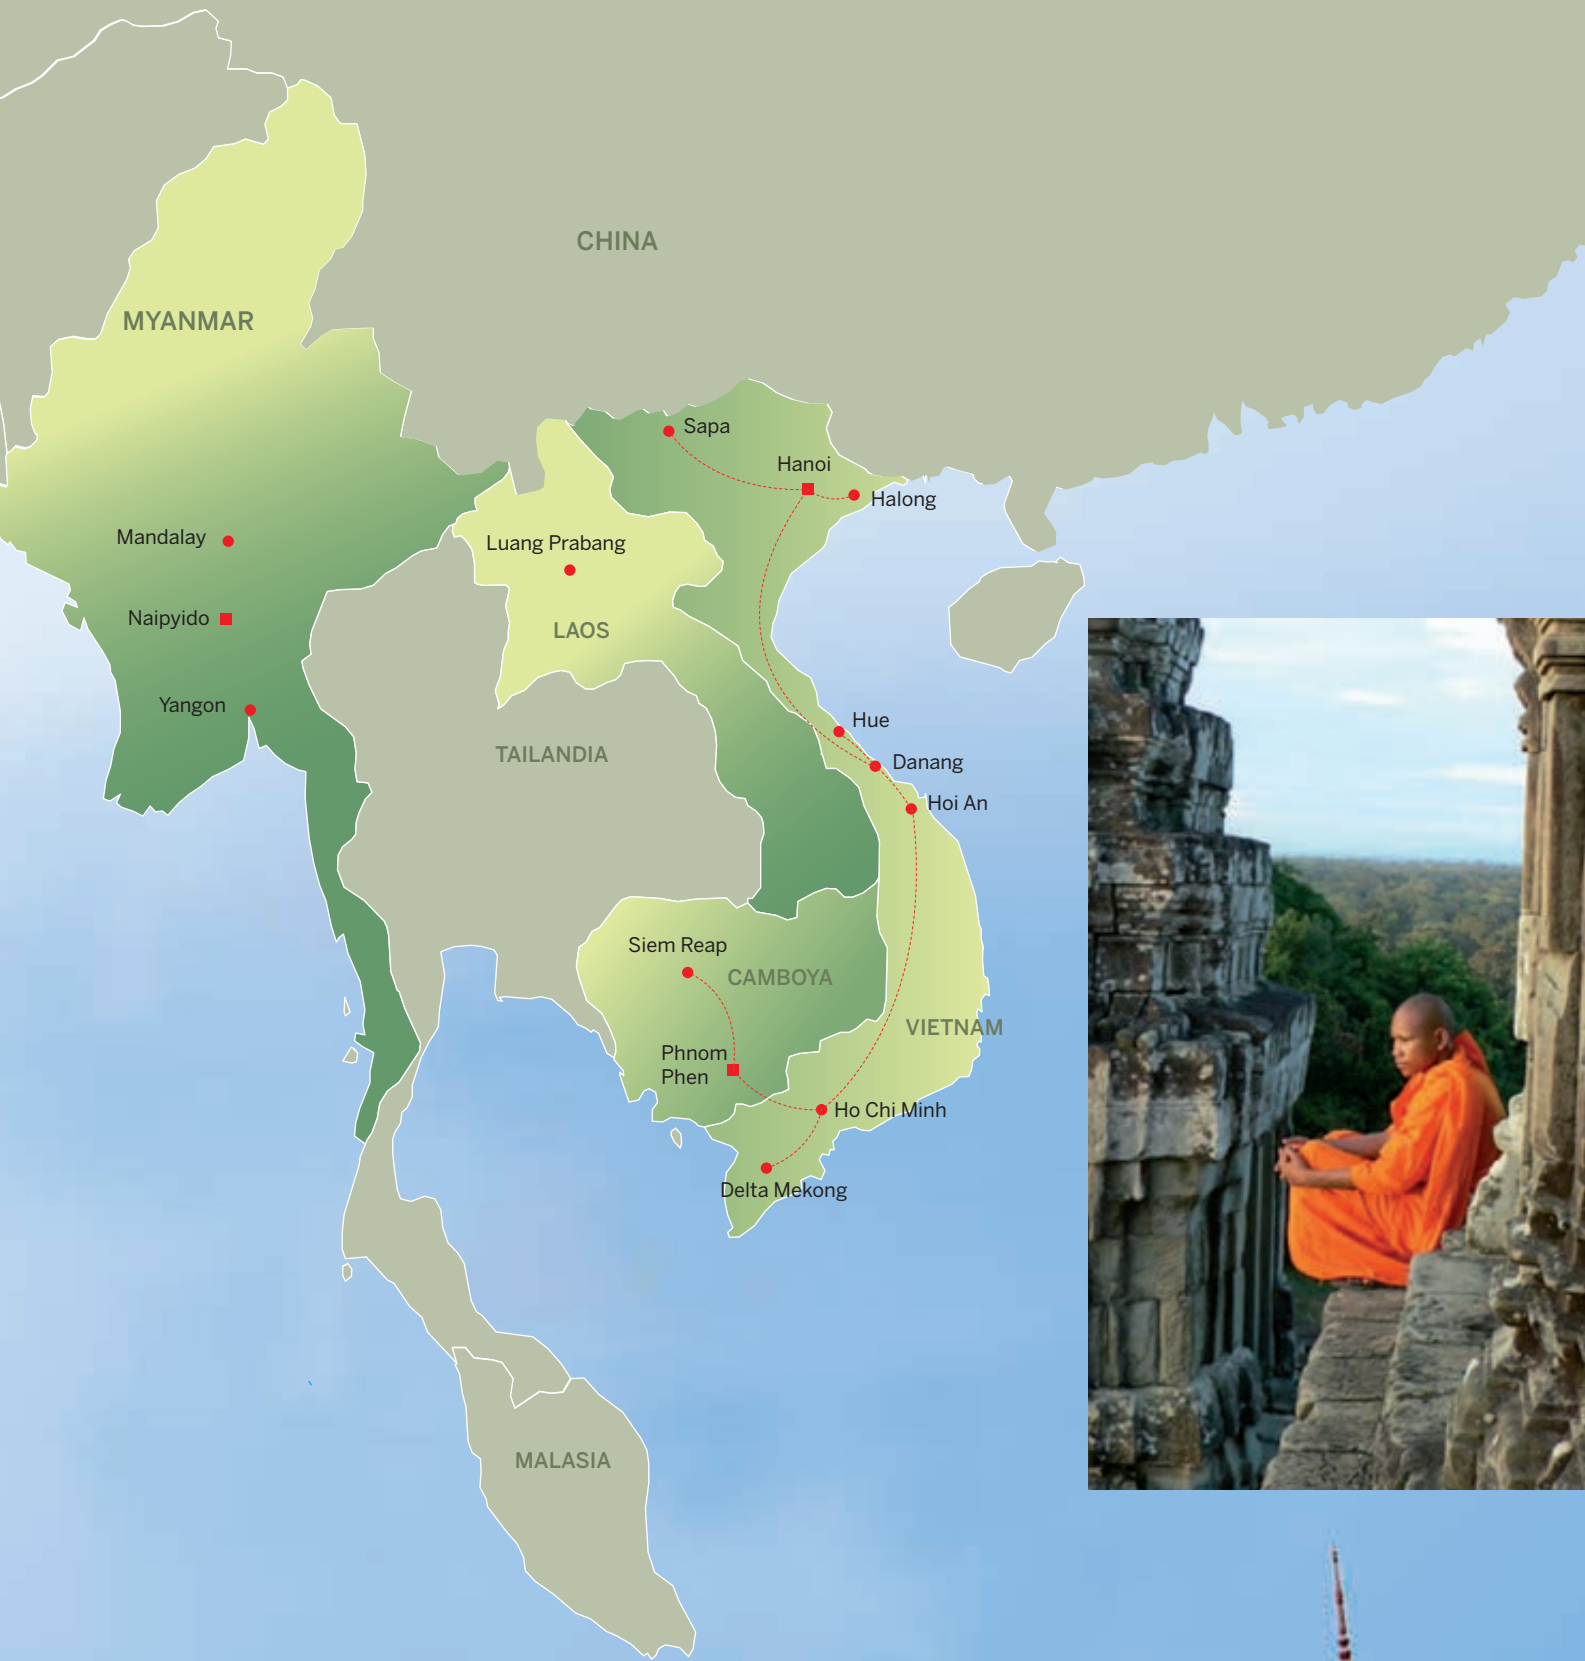 CHINA
MYANMAR
Sapa
Hanoi
Halong
Mandalay
Luang Prabang
Naipyido
LAOS
Yangon
Hue
TAILANDIA
Danang
Hoi An
Siem Reap
CAMBOYA
VIETNAM
Phnom
Phen
Ho Chi Minh
Delta Mekong
MALASIA